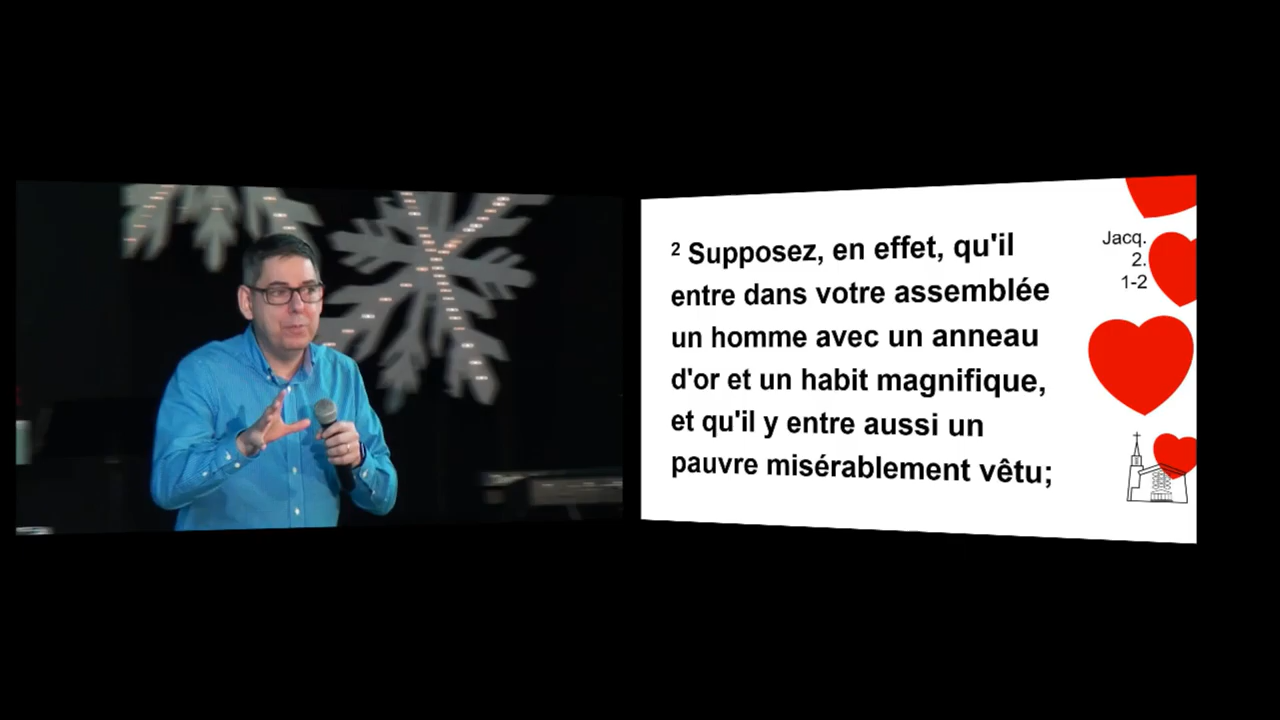 ² Supposez, en effet, qu'il
entre dans votre assemblée
un homme avec un anneau
d'or et un habit magnifique,
et qu'il y entre aussi un
pauvre misérablement vêtu;
Jacq.
2.
1-2